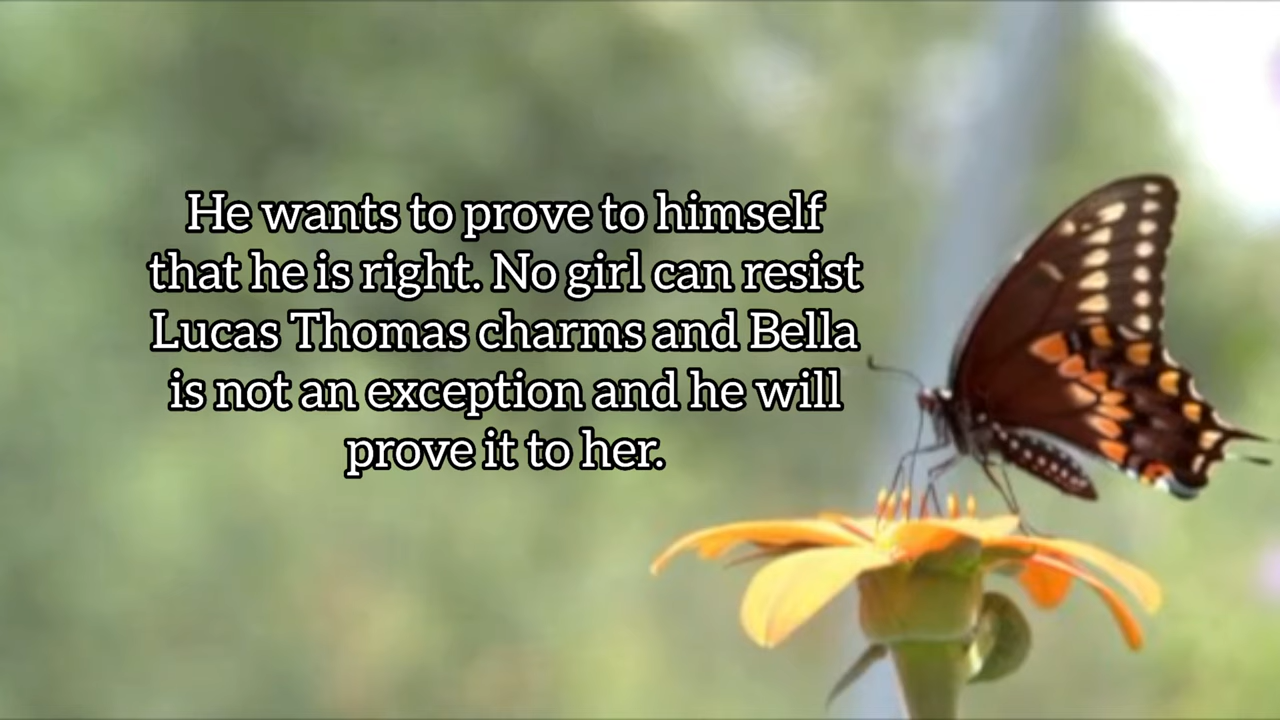 He wants to prove to himself
that he is right. No girl can resist
Lucas Thomas charms and Bella
is not an exception and he will
prove it to her.